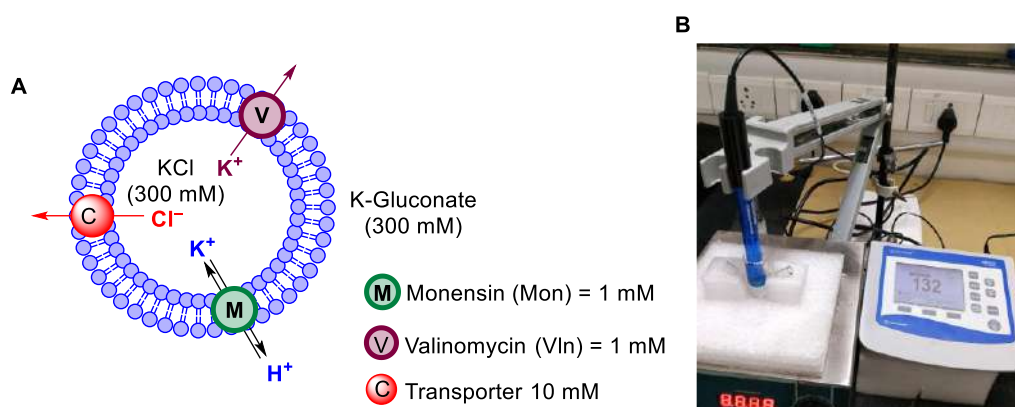 A
V
KCl
(300 mM)
K⁺
C
Cl⁻
K-Gluconate
(300 mM)
K⁺
M
H⁺
M Monensin (Mon) = 1 mM
V Valinomycin (Vln) = 1 mM
C Transporter 10 mM
B
132